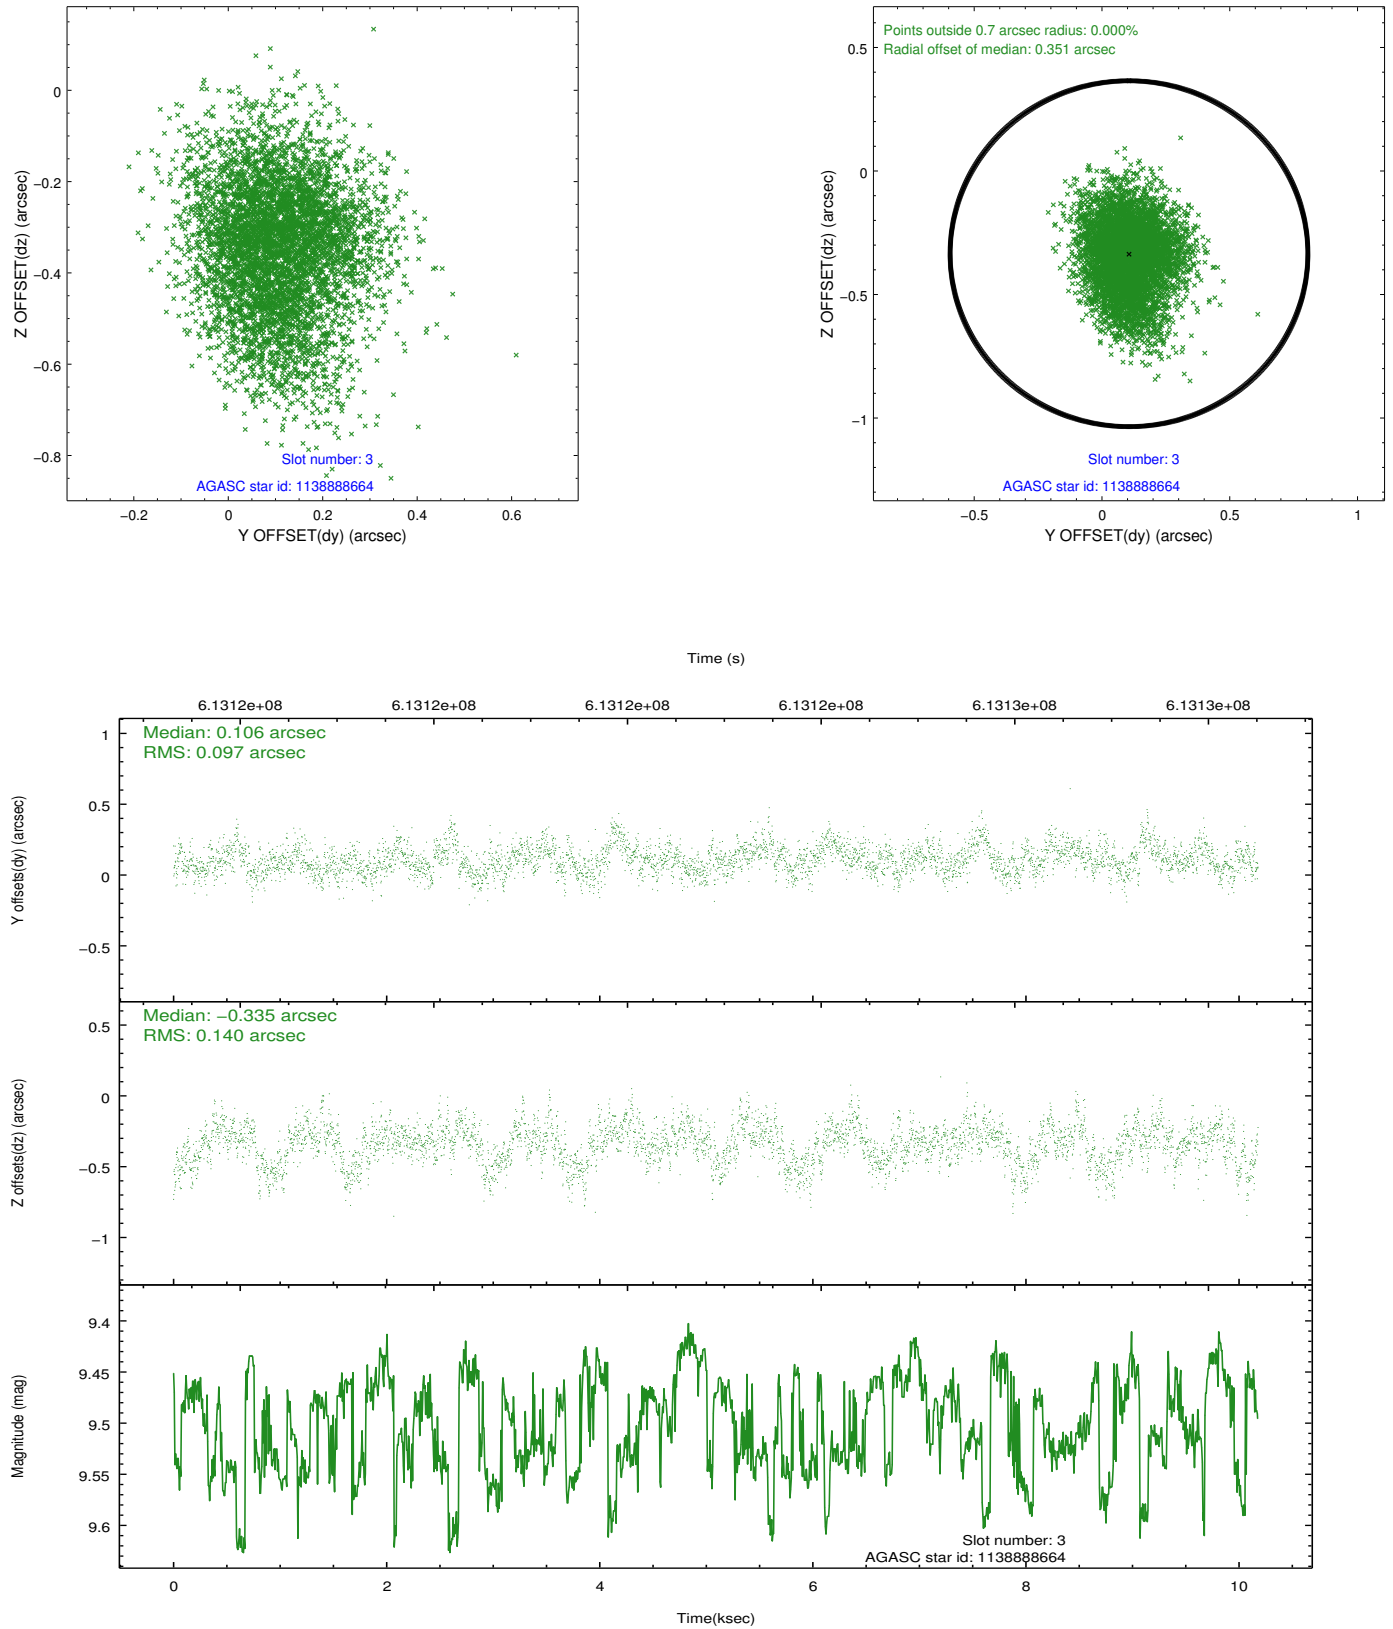 0
−0.2
−0.4
−0.6
−0.8
Z OFFSET(dz) (arcsec)
Slot number: 3
AGASC star id: 1138888664
−0.2 0 0.2 0.4 0.6
Y OFFSET(dy) (arcsec)
Points outside 0.7 arcsec radius: 0.000%
Radial offset of median: 0.351 arcsec
0.5
0
−0.5
−1
Z OFFSET(dz) (arcsec)
Slot number: 3
AGASC star id: 1138888664
−0.5 0 0.5 1
Y OFFSET(dy) (arcsec)
Time (s)
6.1312e+08 6.1312e+08 6.1312e+08 6.1312e+08 6.1313e+08 6.1313e+08
Median: 0.106 arcsec
RMS: 0.097 arcsec
1
0.5
0
−0.5
Y offsets(dy) (arcsec)
Median: −0.335 arcsec
RMS: 0.140 arcsec
0.5
0
−0.5
−1
Z offsets(dz) (arcsec)
9.4
9.45
9.5
9.55
9.6
Magnitude (mag)
Slot number: 3
AGASC star id: 1138888664
0 2 4 6 8 10
Time(ksec)